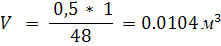 V = 0,5 * 1 / 48 = 0.0104 м³